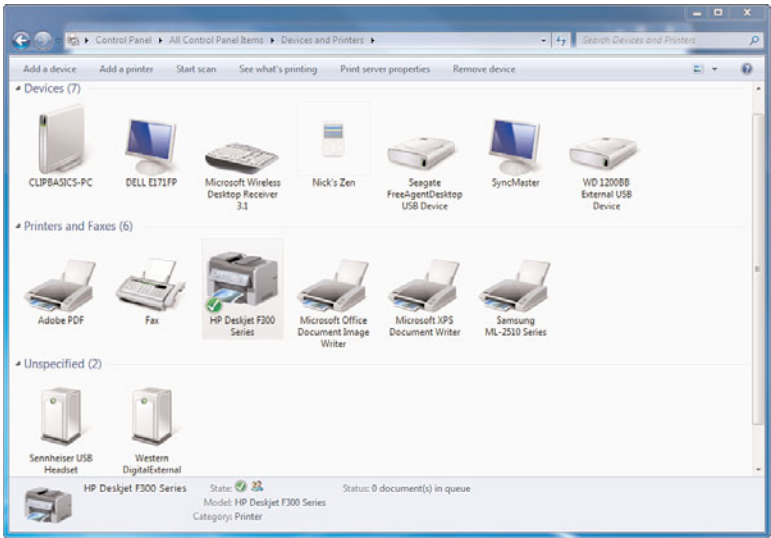 Control Panel ▸ All Control Panel Items ▸ Devices and Printers ▸
Search Devices and Printers
Add a device Add a printer Start scan See what's printing Print server properties Remove device
Devices (7)
CLIPBASICS-PC DELL E171FP Microsoft Wireless Nick's Zen Seagate SyncMaster WD 1200BB
Desktop Receiver FreeAgentDesktop External USB
3.1 USB Device Device
Printers and Faxes (6)
Adobe PDF Fax HP Deskjet F300 Microsoft Office Microsoft XPS Samsung
Series Document Image Document Writer ML-2510 Series
Writer
Unspecified (2)
Sennheiser USB Western
Headset DigitalExternal
HP Deskjet F300 Series State: Status: 0 document(s) in queue
Model: HP Deskjet F300 Series
Category: Printer